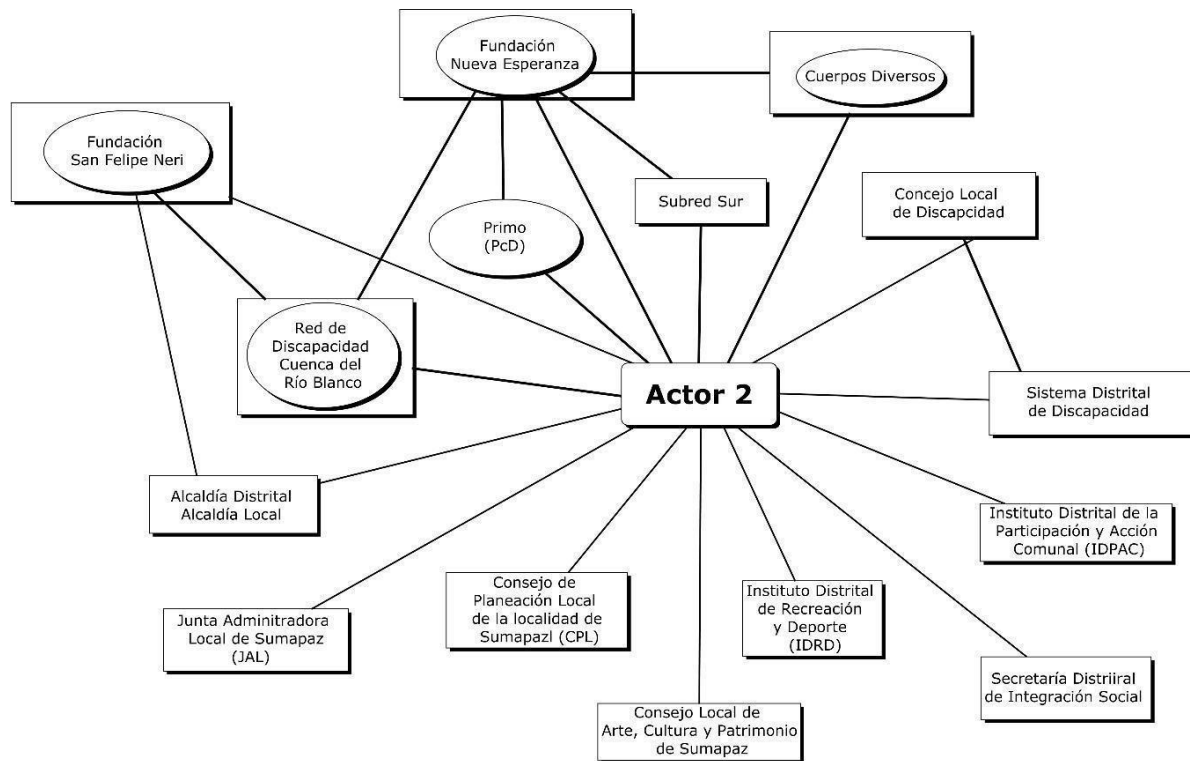 Fundación
Nueva Esperanza
Cuerpos Diversos
Fundación
San Felipe Neri
Subred Sur
Concejo Local
de Discapcidad
Primo
(PcD)
Red de
Discapacidad
Cuenca del
Río Blanco
Actor 2
Sistema Distrital
de Discapacidad
Alcaldía Distrital
Alcaldía Local
Instituto Distrital de la
Participación y Acción
Comunal (IDPAC)
Consejo de
Planeación Local
de la localidad de
Sumapazl (CPL)
Instituto Distrital
de Recreación
y Deporte
(IDRD)
Junta Adminitradora
Local de Sumapaz
(JAL)
Secretaría Distriiral
de Integración Social
Consejo Local de
Arte, Cultura y Patrimonio
de Sumapaz